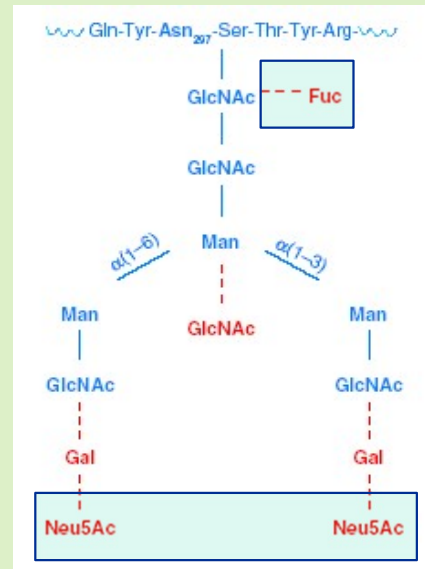 Gln-Tyr-Asn297-Ser-Thr-Tyr-Arg-
GlcNAc Fuc
GlcNAc
α(1–6) Man α(1–3)
GlcNAc
Man Man
GlcNAc GlcNAc
Gal Gal
Neu5Ac Neu5Ac